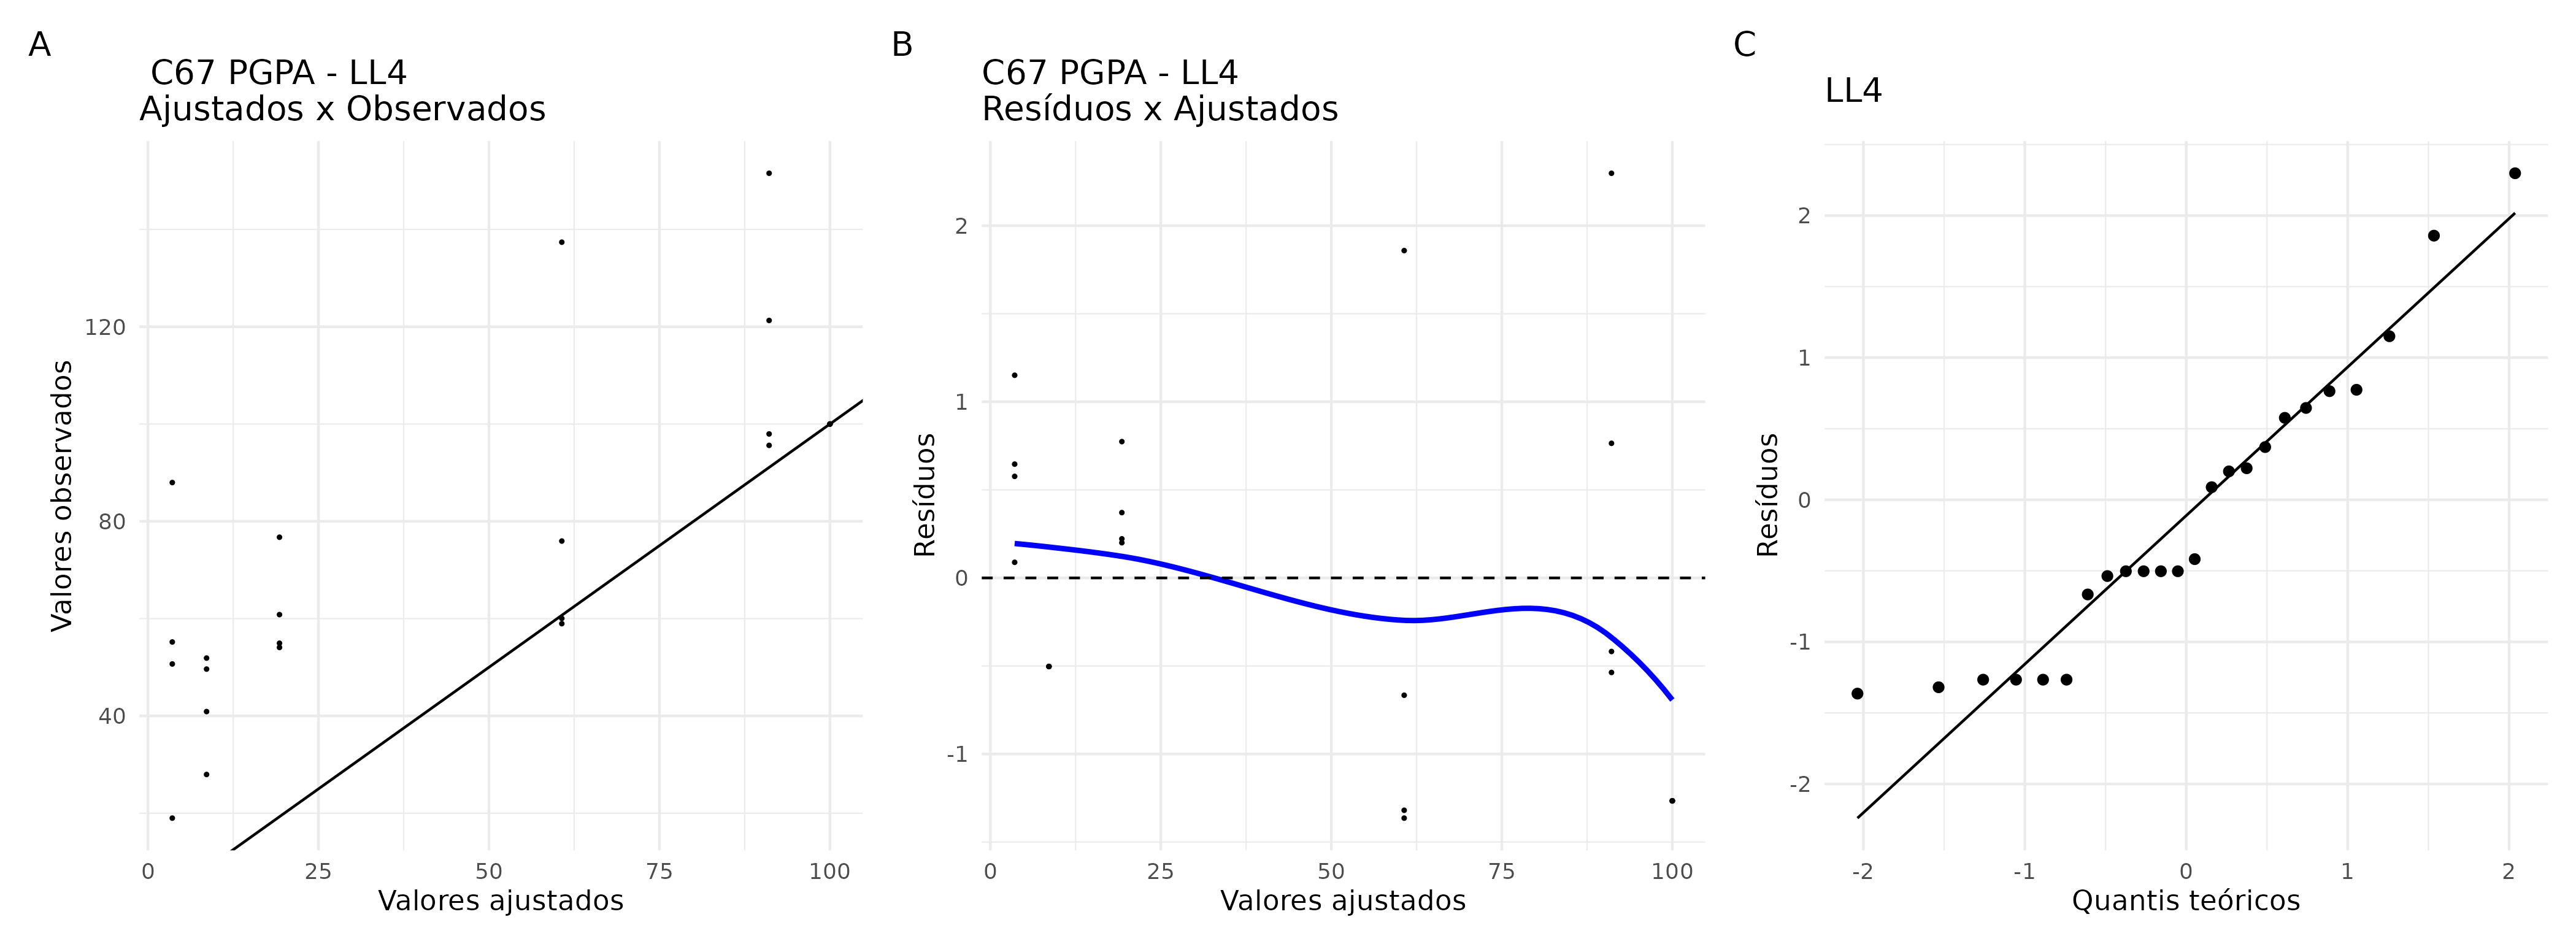 A
C67 PGPA - LL4
Ajustados x Observados
120
80
40
0 25 50 75 100
Valores ajustados
Valores observados
B
C67 PGPA - LL4
Resíduos x Ajustados
2
1
0
-1
0 25 50 75 100
Valores ajustados
Resíduos
C
LL4
2
1
0
-1
-2
-2 -1 0 1 2
Quantis teóricos
Resíduos